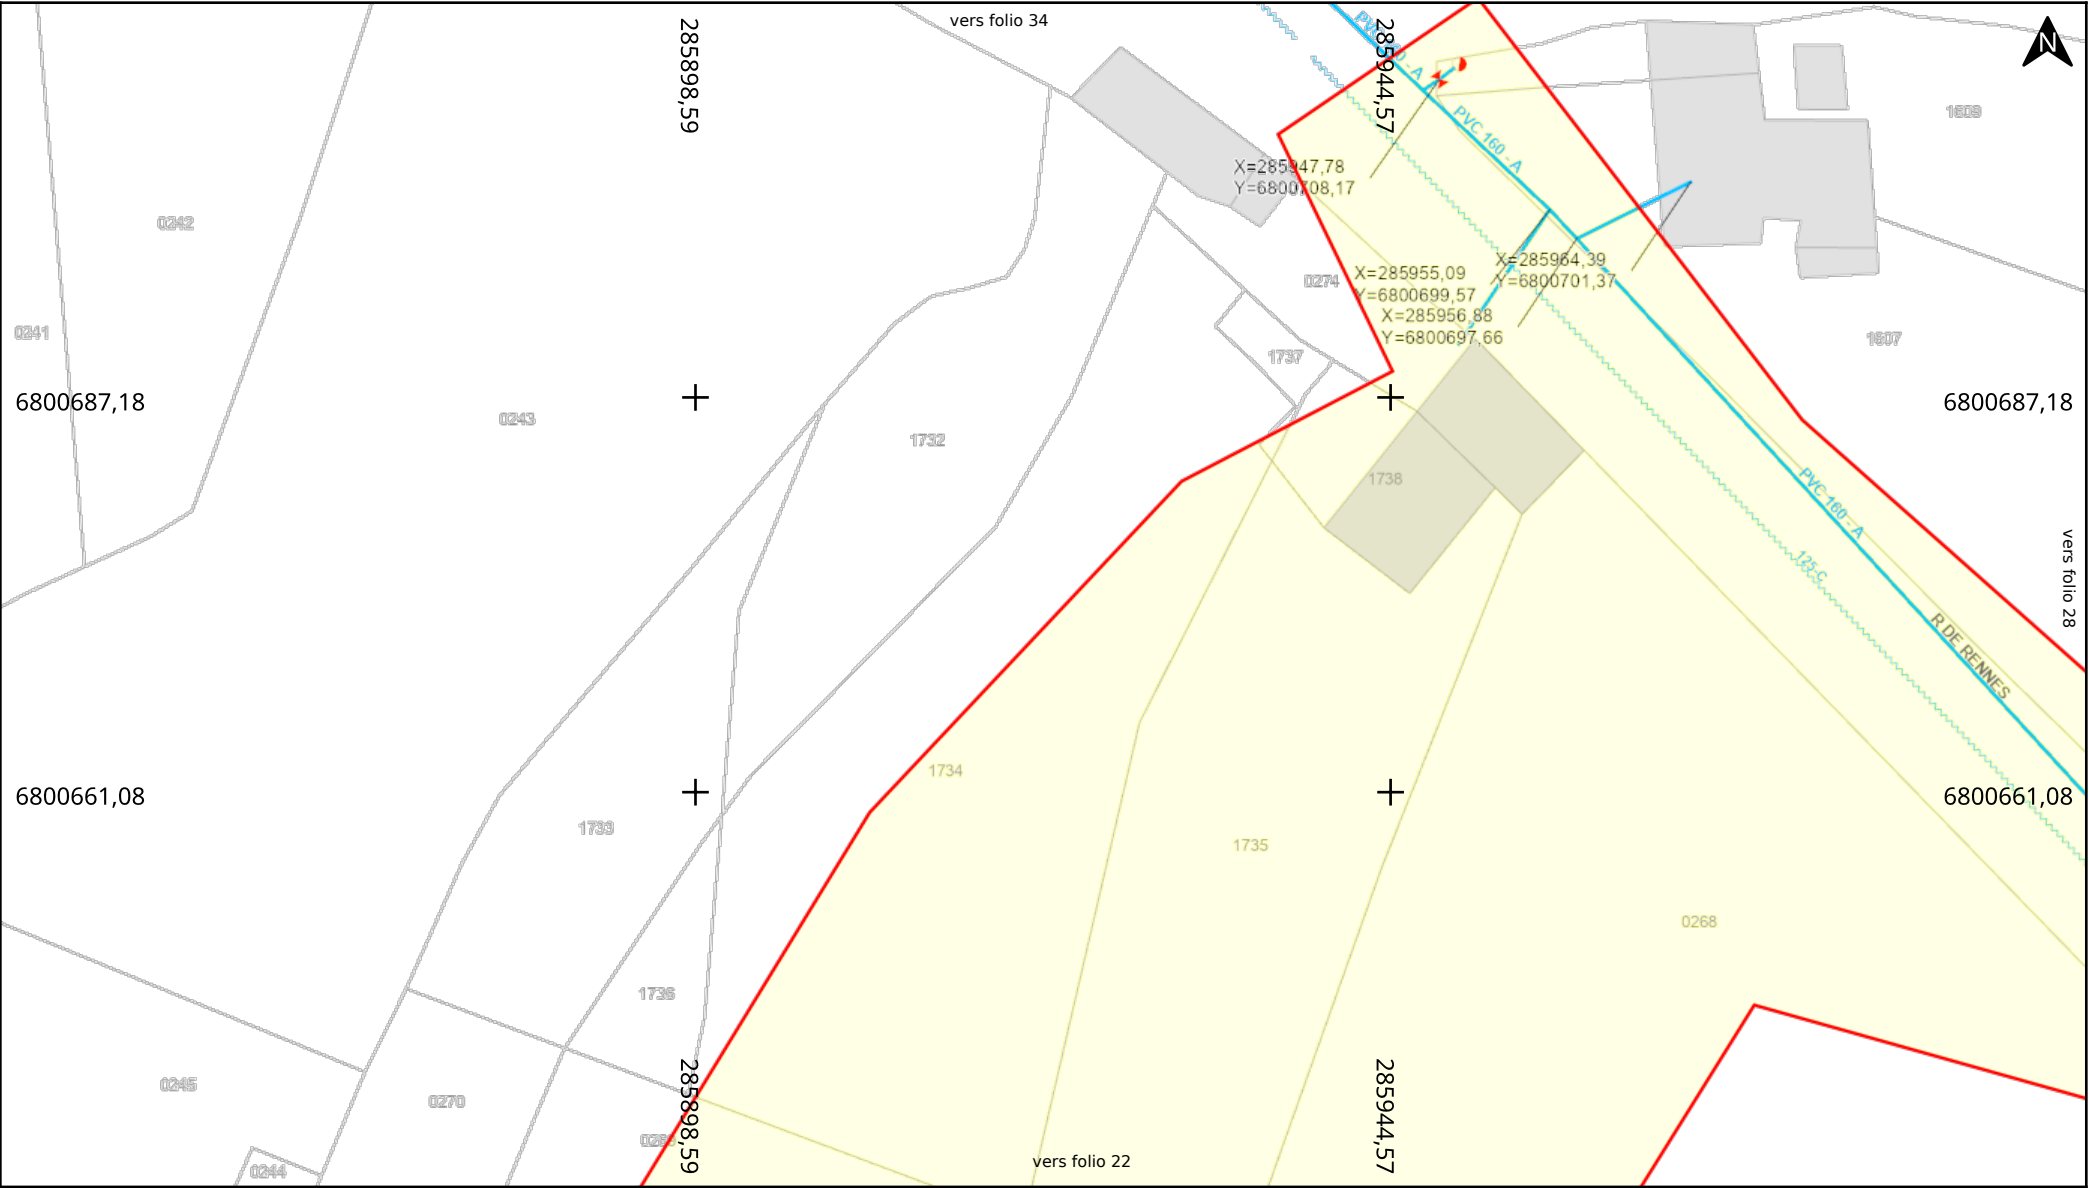 vers folio 34
N
285898,59
285944,57
PVC 160 - A
1609
X=285947,78
Y=6800708,17
0242
X=285964,39
Y=6800701,37
X=285955,09
Y=6800699,57
0274
X=285956,88
Y=6800697,66
0241
1607
1737
6800687,18
6800687,18
0243
1732
1738
PVC 160 - A
125-C
vers folio 28
R DE RENNES
1734
6800661,08
6800661,08
1733
1735
0268
1736
0245
0270
285898,59
285944,57
vers folio 22
0244